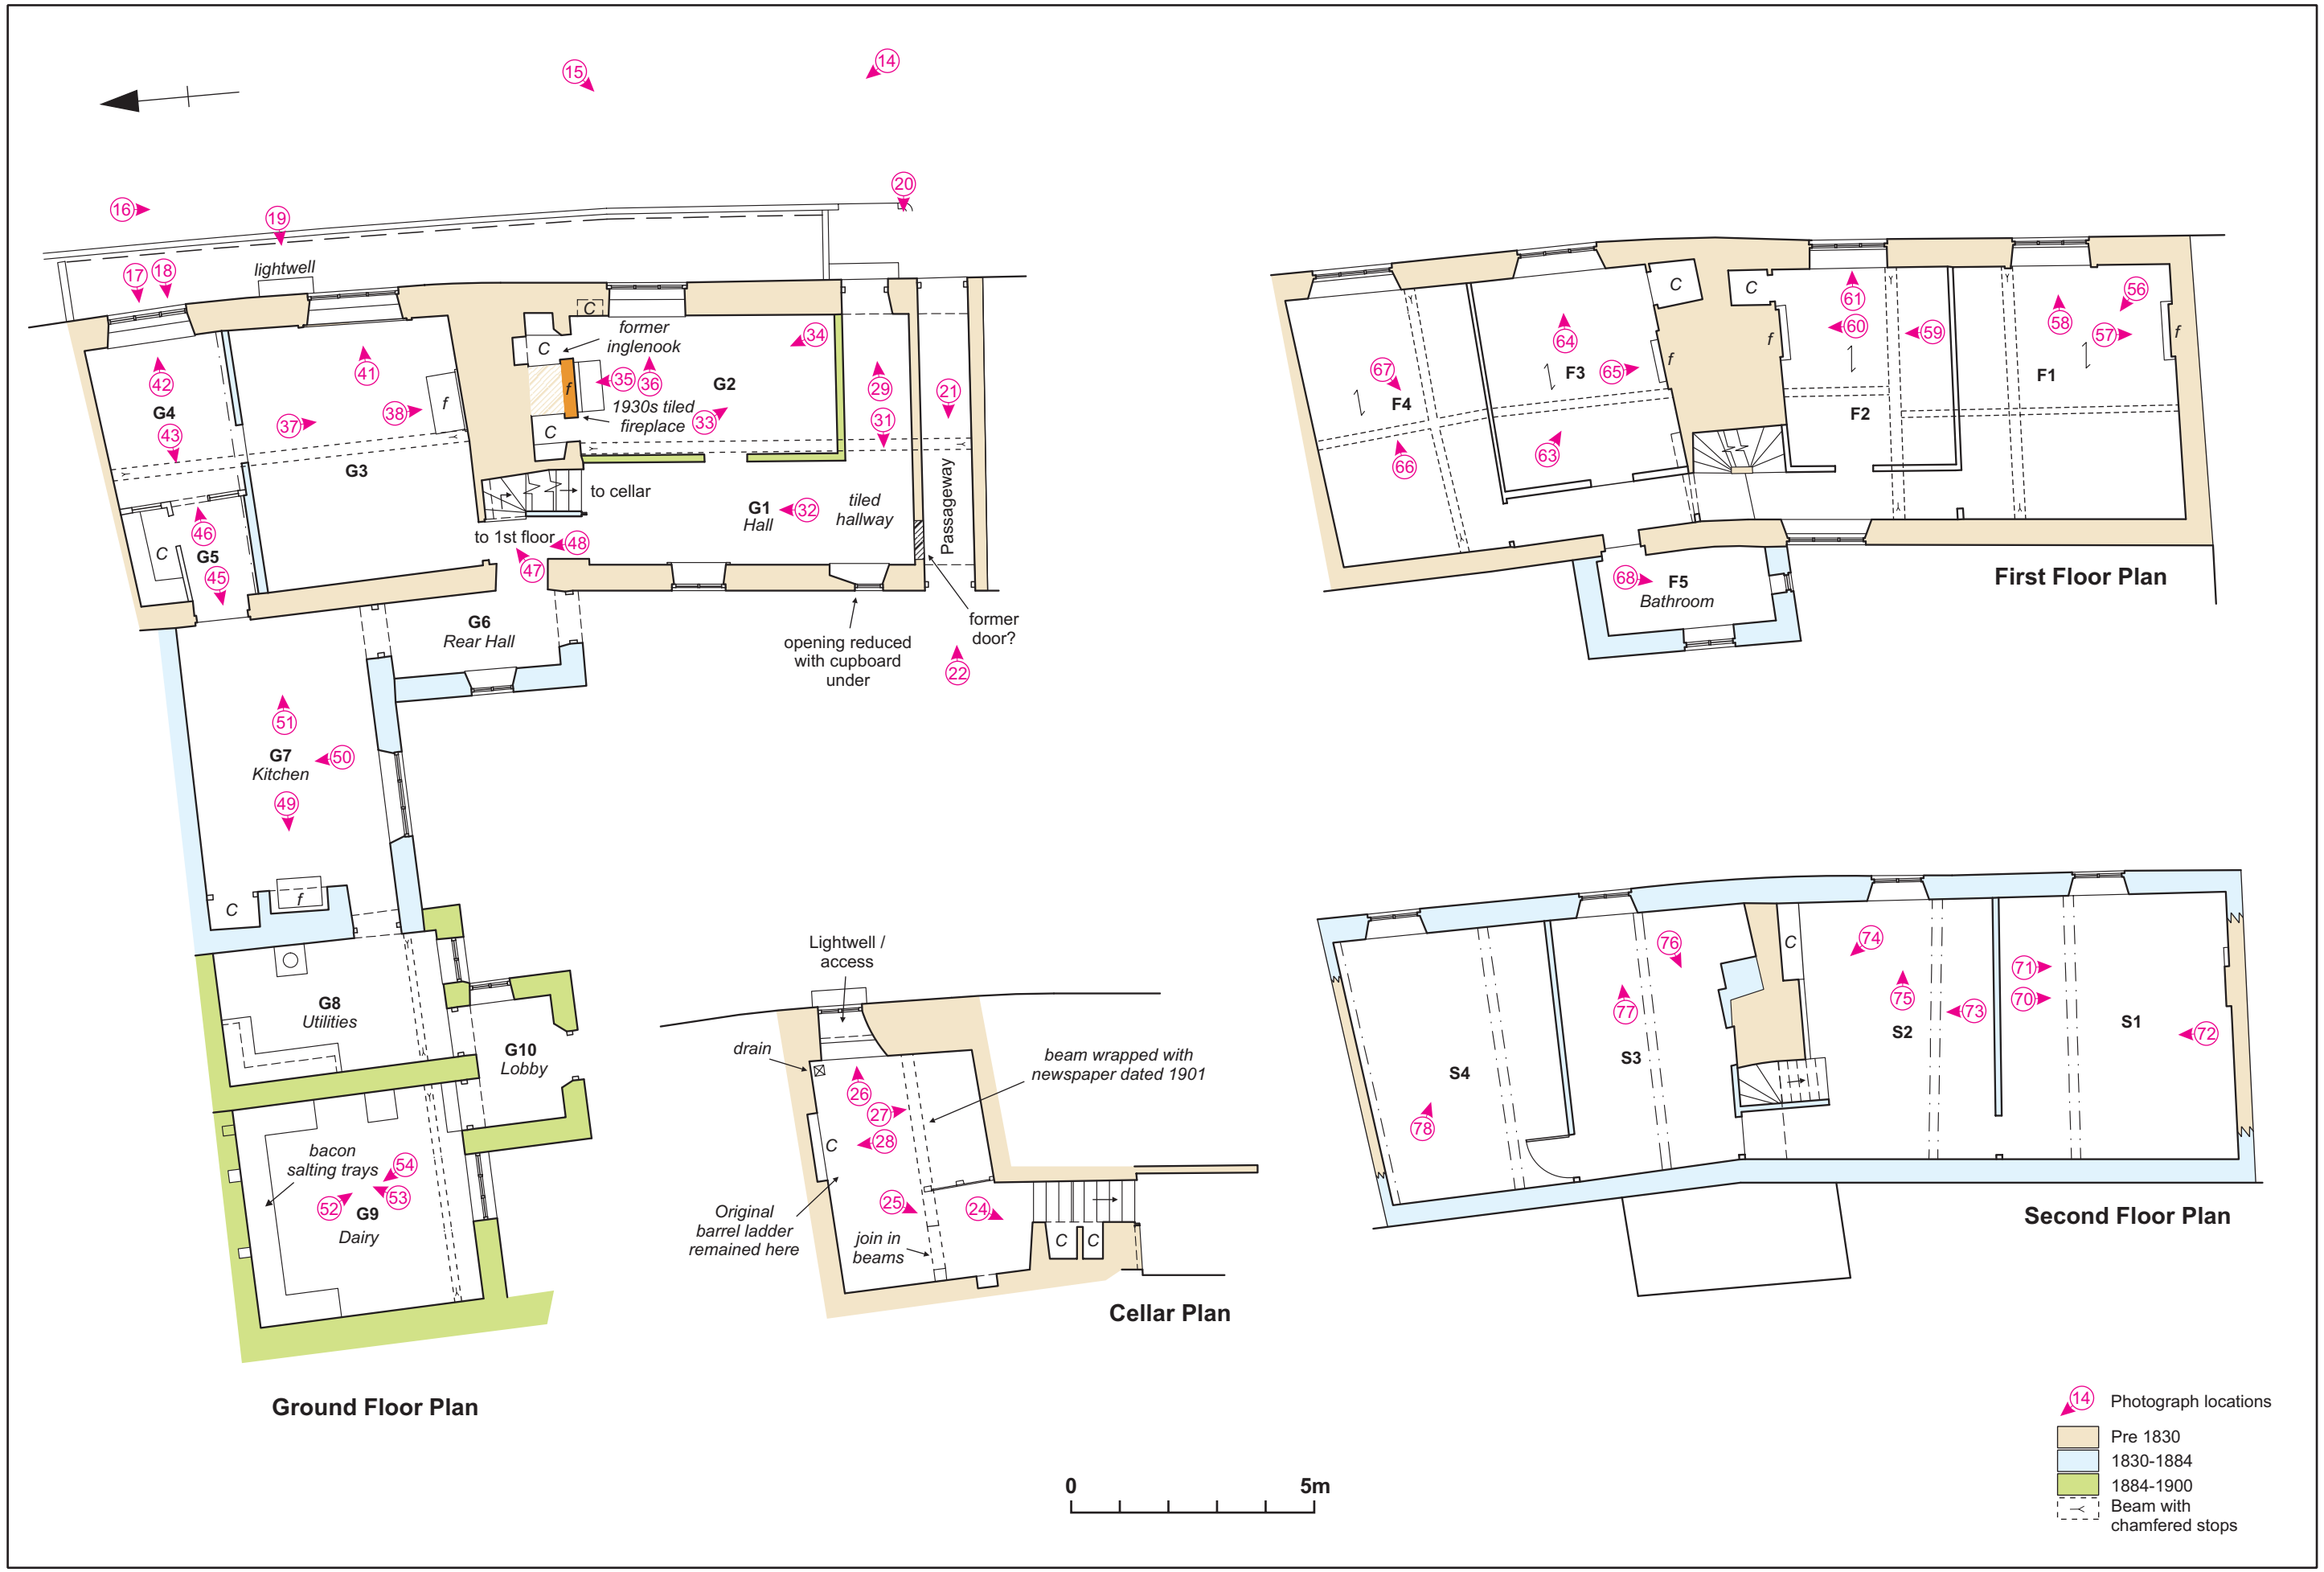 15
14
16
19
20
17
18
lightwell
C
former
inglenook
34
C
42
41
35
36
G2
29
21
G4
38
f
f
1930s tiled
fireplace
33
37
31
43
C
G3
Passageway
to cellar
G1
Hall
32
tiled
hallway
46
C
G5
to 1st floor
48
45
47
former
door?
G6
Rear Hall
opening reduced
with cupboard
under
22
51
G7
Kitchen
50
49
C
f
G8
Utilities
G10
Lobby
bacon
salting trays
54
52
53
G9
Dairy
Ground Floor Plan
C
C
61
56
58
60
59
57
f
64
f
f
67
65
F3
F1
F4
F2
63
66
68
F5
Bathroom
First Floor Plan
Lightwell /
access
drain
beam wrapped with
newspaper dated 1901
26
27
28
C
25
24
Original
barrel ladder
remained here
join in
beams
C
C
Cellar Plan
76
C
74
71
77
75
70
73
S2
S1
72
S3
S4
78
Second Floor Plan
0
5m
14
Photograph locations
Pre 1830
1830-1884
1884-1900
Beam with
chamfered stops